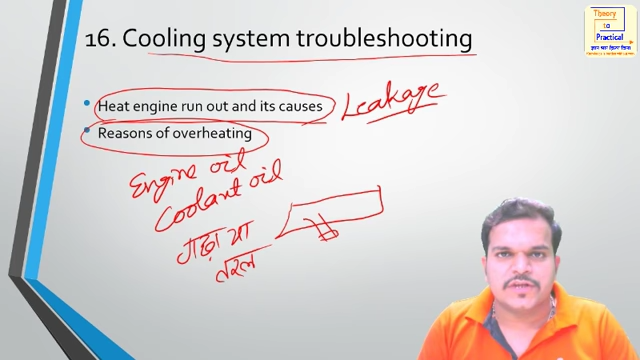 16. Cooling system troubleshooting
Theory
to
Practical
Heat engine run out and its causes
Leakage
Reasons of overheating
Engine oil
Coolant oil
गाढ़ा या
तरल